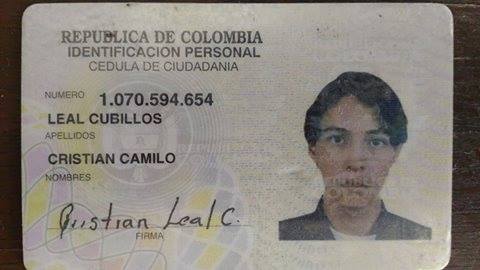 REPUBLICA DE COLOMBIA
IDENTIFICACION PERSONAL
CEDULA DE CIUDADANIA
NUMERO 1.070.594.654
LEAL CUBILLOS
APELLIDOS
CRISTIAN CAMILO
NOMBRES
Cristian Leal C.
FIRMA